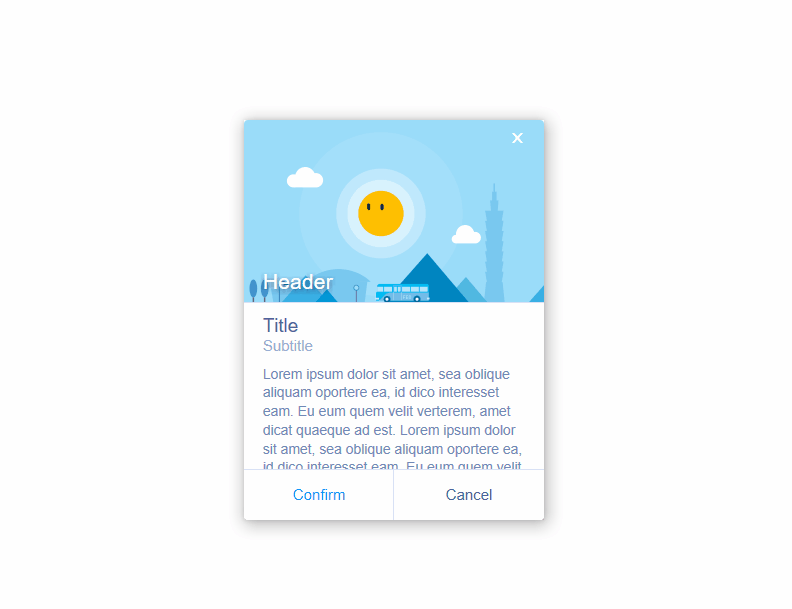 Header
Title
Subtitle
Lorem ipsum dolor sit amet, sea oblique
aliquam oportere ea, id dico interesset
eam. Eu eum quem velit verterem, amet
dicat quaeque ad est. Lorem ipsum dolor
sit amet, sea oblique aliquam oportere ea,
id dico interesset eam. Eu eum quem velit
Confirm
Cancel